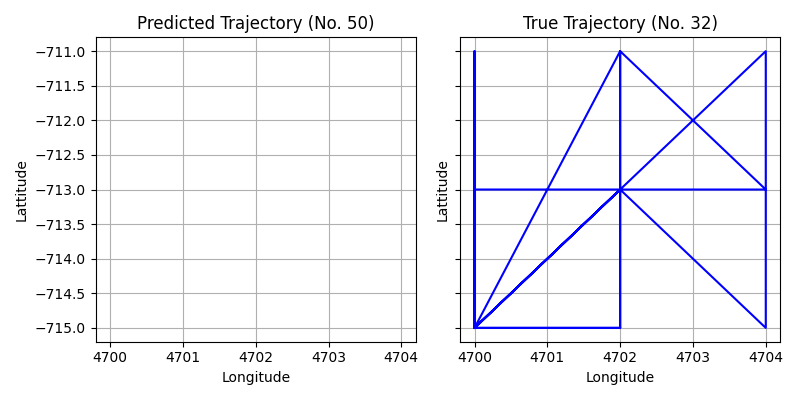 Predicted Trajectory (No. 50)
−711.0
−711.5
−712.0
−712.5
−713.0
−713.5
−714.0
−714.5
−715.0
Lattitude
4700 4701 4702 4703 4704
Longitude
True Trajectory (No. 32)
Lattitude
4700 4701 4702 4703 4704
Longitude